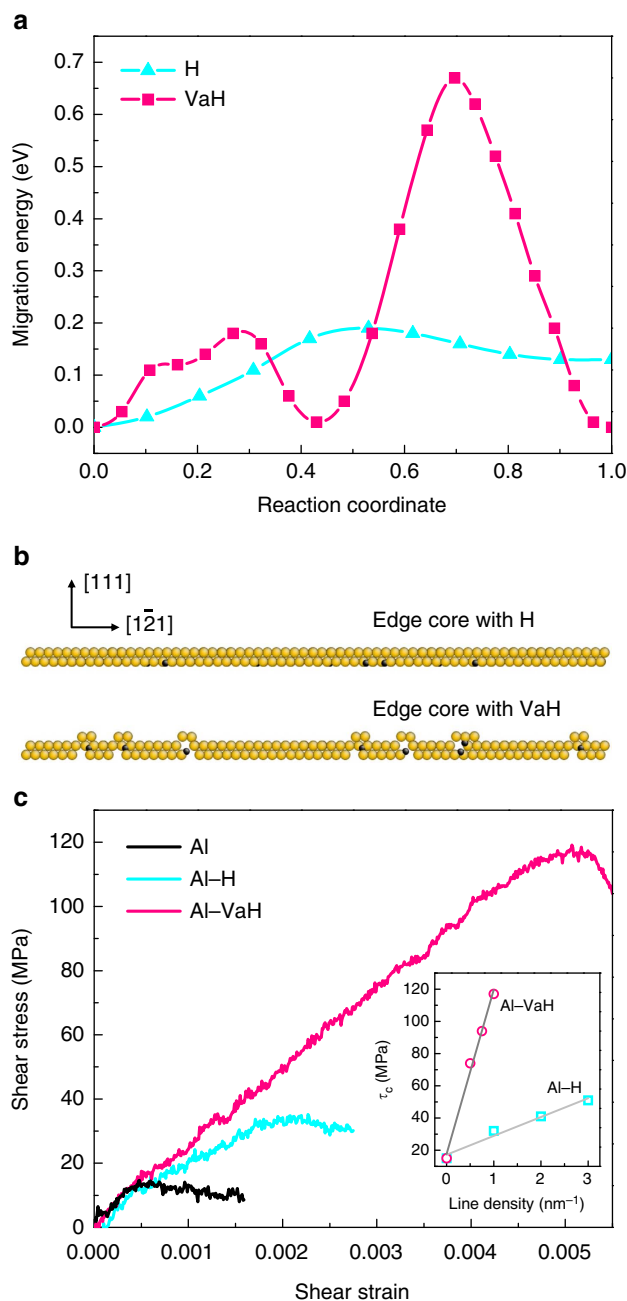 a
H
VaH
0.7
0.6
0.5
0.4
0.3
0.2
0.1
0.0
Migration energy (eV)
0.0 0.2 0.4 0.6 0.8 1.0
Reaction coordinate
b
[111]
[12̄1]
Edge core with H
Edge core with VaH
c
Al
Al–H
Al–VaH
120
100
80
60
40
20
0
Shear stress (MPa)
0.000 0.001 0.002 0.003 0.004 0.005
Shear strain
120
100
80
60
40
20
τc (MPa)
Al–VaH
Al–H
0 1 2 3
Line density (nm⁻¹)